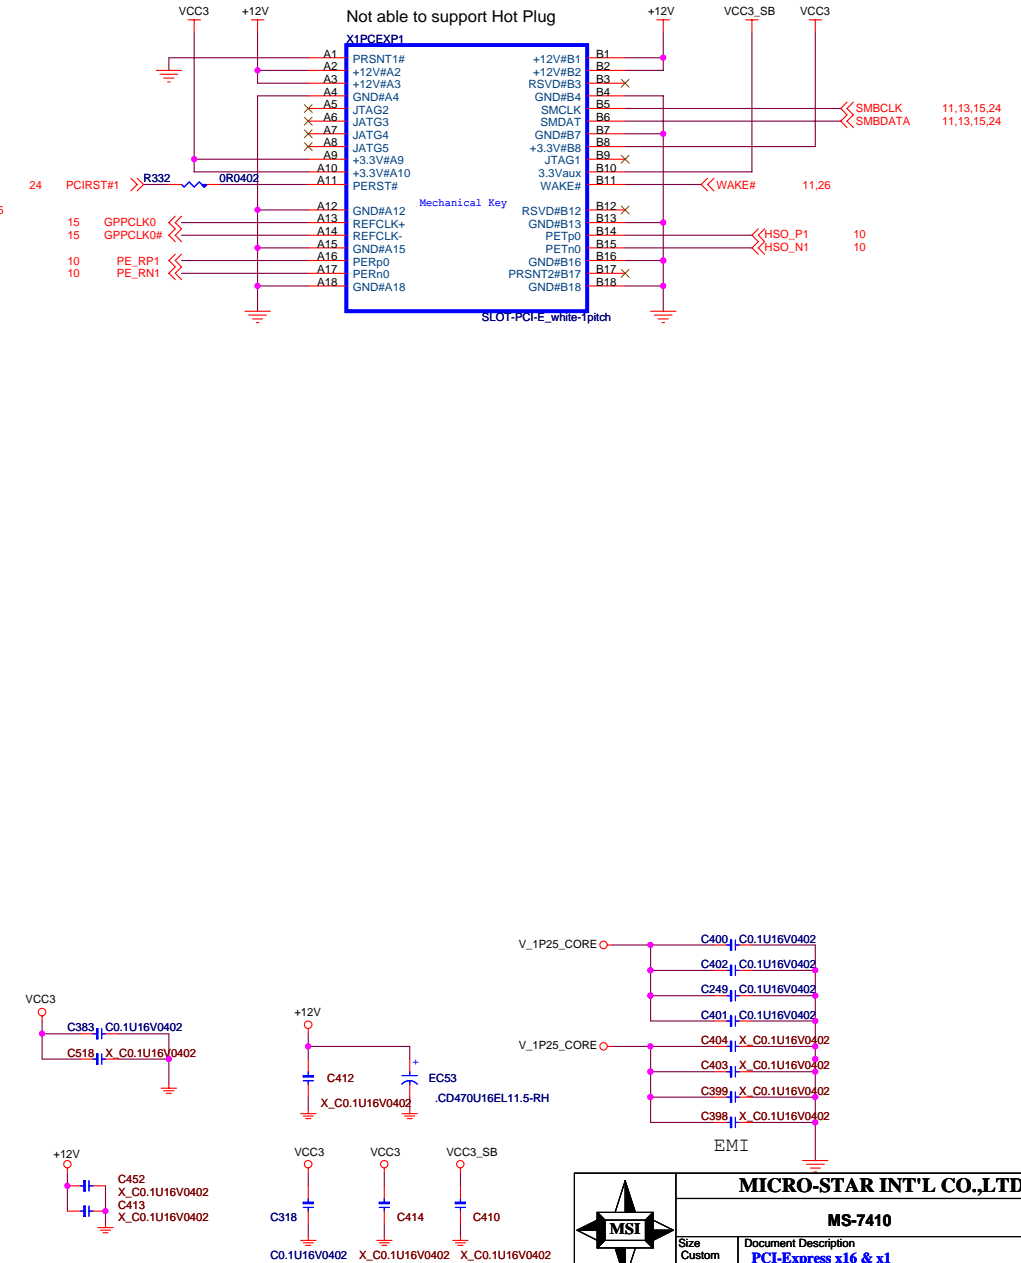 VCC3 +12V Not able to support Hot Plug +12V VCC3_SB VCC3
X1PCEXP1
A1 PRSNT1# +12V#B1 B1
A2 +12V#A2 +12V#B2 B2
A3 +12V#A3 RSVD#B3 B3
A4 GND#A4 GND#B4 B4
A5 JTAG2 SMCLK B5 SMBCLK 11,13,15,24
A6 JATG3 SMDAT B6 SMBDATA 11,13,15,24
A7 JATG4 GND#B7 B7
A8 JATG5 +3.3V#B8 B8
A9 +3.3V#A9 JTAG1 B9
A10 +3.3V#A10 3.3Vaux B10
24 PCIRST#1 R332 0R0402 A11 PERST# WAKE# B11 WAKE# 11,26
Mechanical Key
5
A12 GND#A12 RSVD#B12 B12
15 GPPCLK0 A13 REFCLK+ GND#B13 B13
15 GPPCLK0# A14 REFCLK- PETp0 B14 HSO_P1 10
A15 GND#A15 PETn0 B15 HSO_N1 10
10 PE_RP1 A16 PERp0 GND#B16 B16
10 PE_RN1 A17 PERn0 PRSNT2#B17 B17
A18 GND#A18 GND#B18 B18
SLOT-PCI-E_white-1pitch
V_1P25_CORE C400 C0.1U16V0402
C402 C0.1U16V0402
C249 C0.1U16V0402
C401 C0.1U16V0402
V_1P25_CORE C404 X_C0.1U16V0402
C403 X_C0.1U16V0402
C399 X_C0.1U16V0402
C398 X_C0.1U16V0402
EMI
VCC3
C383 C0.1U16V0402
C518 X_C0.1U16V0402
+12V
C412
X_C0.1U16V0402
+
EC53
.CD470U16EL11.5-RH
+12V
C452
X_C0.1U16V0402
C413
X_C0.1U16V0402
VCC3 VCC3 VCC3_SB
C318 C414 C410
C0.1U16V0402 X_C0.1U16V0402 X_C0.1U16V0402
MSI
MICRO-STAR INT'L CO.,LTD
MS-7410
Size
Custom
Document Description
PCI-Express x16 & x1